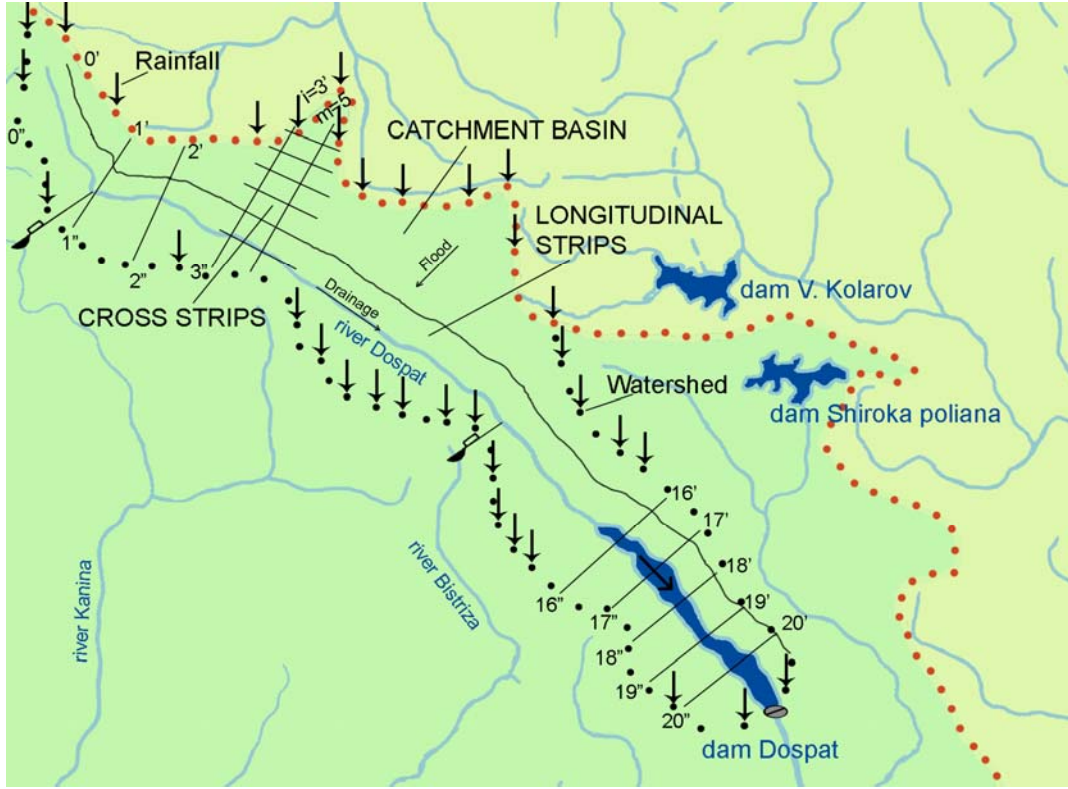 0'
Rainfall
i=3'
m=5
0"
1'
2'
CATCHMENT BASIN
LONGITUDINAL
STRIPS
1"
2"
3"
Flood
CROSS STRIPS
Drainage
river Dospat
dam V. Kolarov
Watershed
dam Shiroka poliana
16'
17'
18'
19'
20'
16"
17"
18"
19"
20"
river Kanina
river Bistriza
dam Dospat